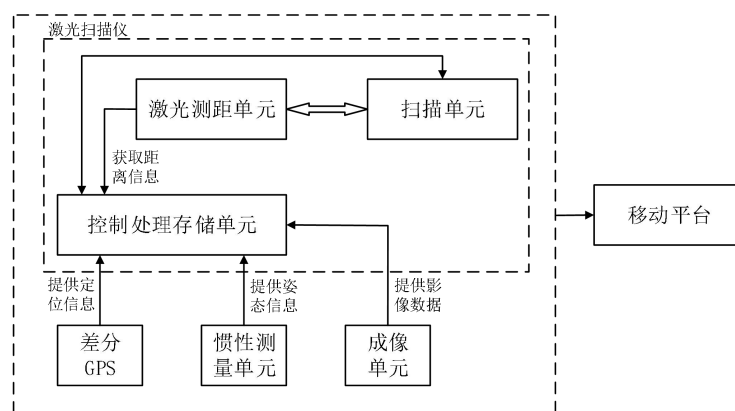 激光扫描仪
激光测距单元
扫描单元
获取距
离信息
控制处理存储单元
移动平台
提供定
位信息
提供姿
态信息
提供影
像数据
差分
GPS
惯性测
量单元
成像
单元